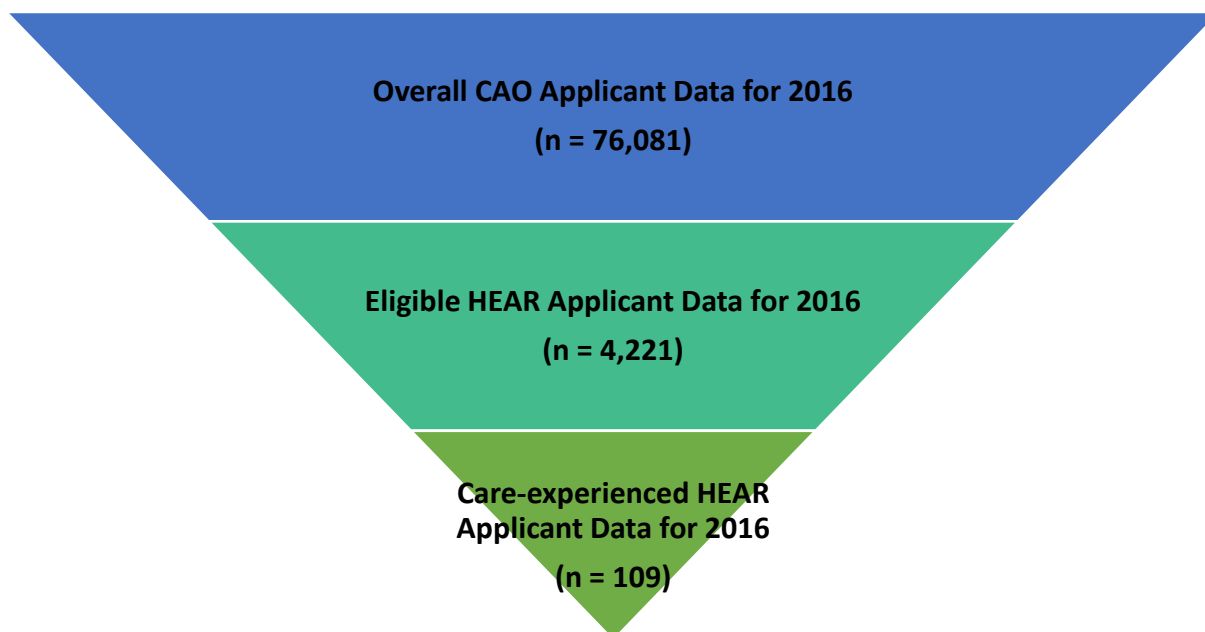 Overall CAO Applicant Data for 2016
(n = 76,081)
Eligible HEAR Applicant Data for 2016
(n = 4,221)
Care-experienced HEAR
Applicant Data for 2016
(n = 109)